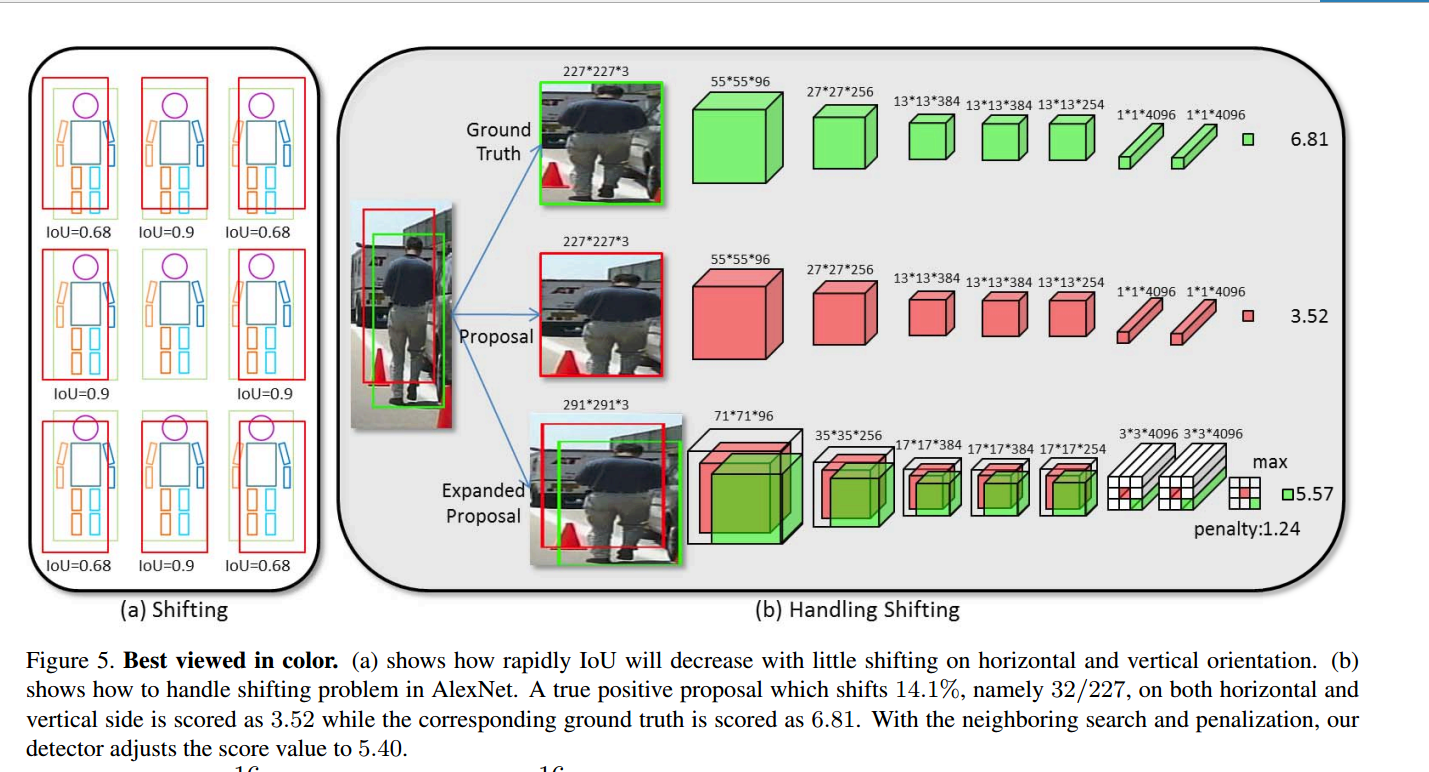 IoU=0.68 IoU=0.9 IoU=0.68
IoU=0.9 IoU=0.9
IoU=0.68 IoU=0.9 IoU=0.68
(a) Shifting
227*227*3
Ground
Truth
55*55*96 27*27*256 13*13*384 13*13*384 13*13*254 1*1*4096 1*1*4096
6.81
227*227*3
Proposal
55*55*96 27*27*256 13*13*384 13*13*384 13*13*254 1*1*4096 1*1*4096
3.52
291*291*3
Expanded
Proposal
71*71*96 35*35*256 17*17*384 17*17*384 17*17*254 3*3*4096 3*3*4096
max
5.57
penalty:1.24
(b) Handling Shifting
Figure 5. Best viewed in color. (a) shows how rapidly IoU will decrease with little shifting on horizontal and vertical orientation. (b)
shows how to handle shifting problem in AlexNet. A true positive proposal which shifts 14.1%, namely 32/227, on both horizontal and
vertical side is scored as 3.52 while the corresponding ground truth is scored as 6.81. With the neighboring search and penalization, our
detector adjusts the score value to 5.40.